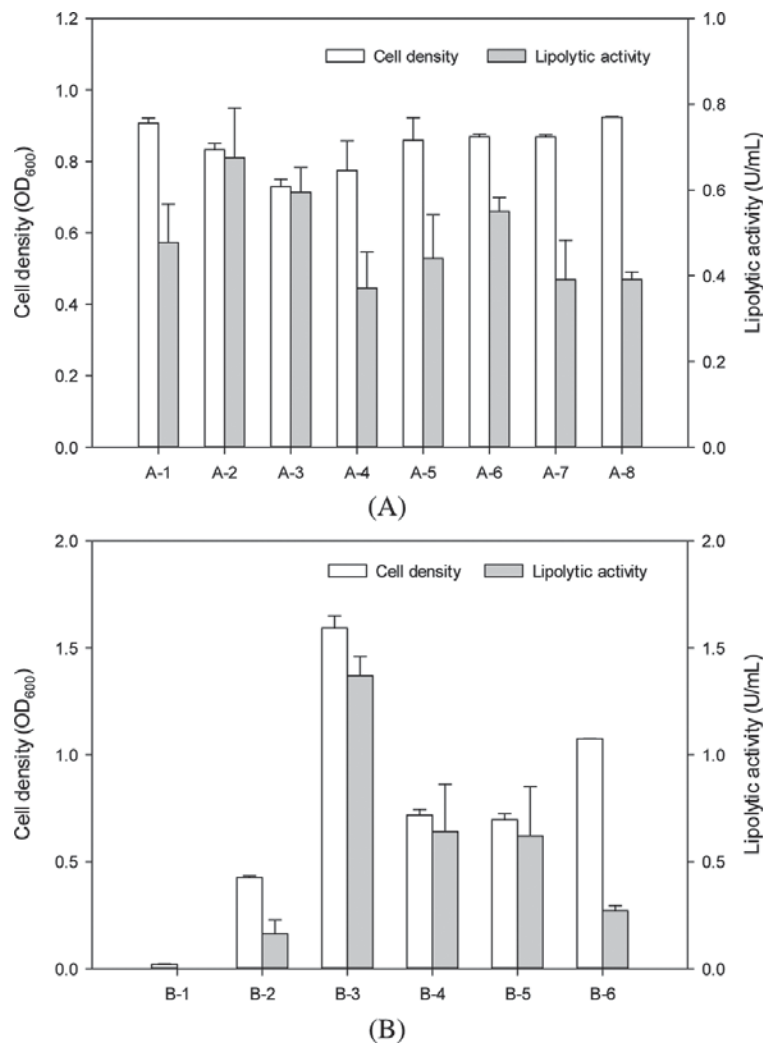 1.2
1.0
0.8
0.6
0.4
0.2
0.0
Cell density (OD600)
Cell density
Lipolytic activity
1.0
0.8
0.6
0.4
0.2
0.0
Lipolytic activity (U/mL)
A-1 A-2 A-3 A-4 A-5 A-6 A-7 A-8
(A)
2.0
1.5
1.0
0.5
0.0
Cell density (OD600)
Cell density
Lipolytic activity
2.0
1.5
1.0
0.5
0.0
Lipolytic activity (U/mL)
B-1 B-2 B-3 B-4 B-5 B-6
(B)